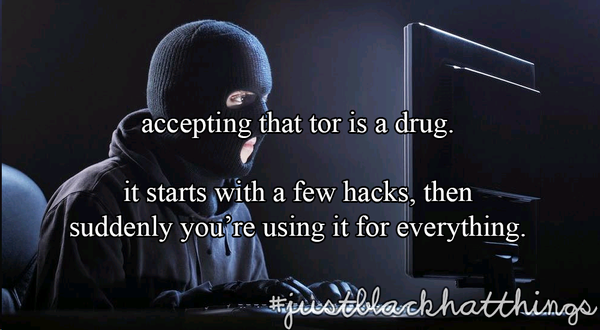 accepting that tor is a drug.
it starts with a few hacks, then
suddenly you're using it for everything.
#justblackhatthings